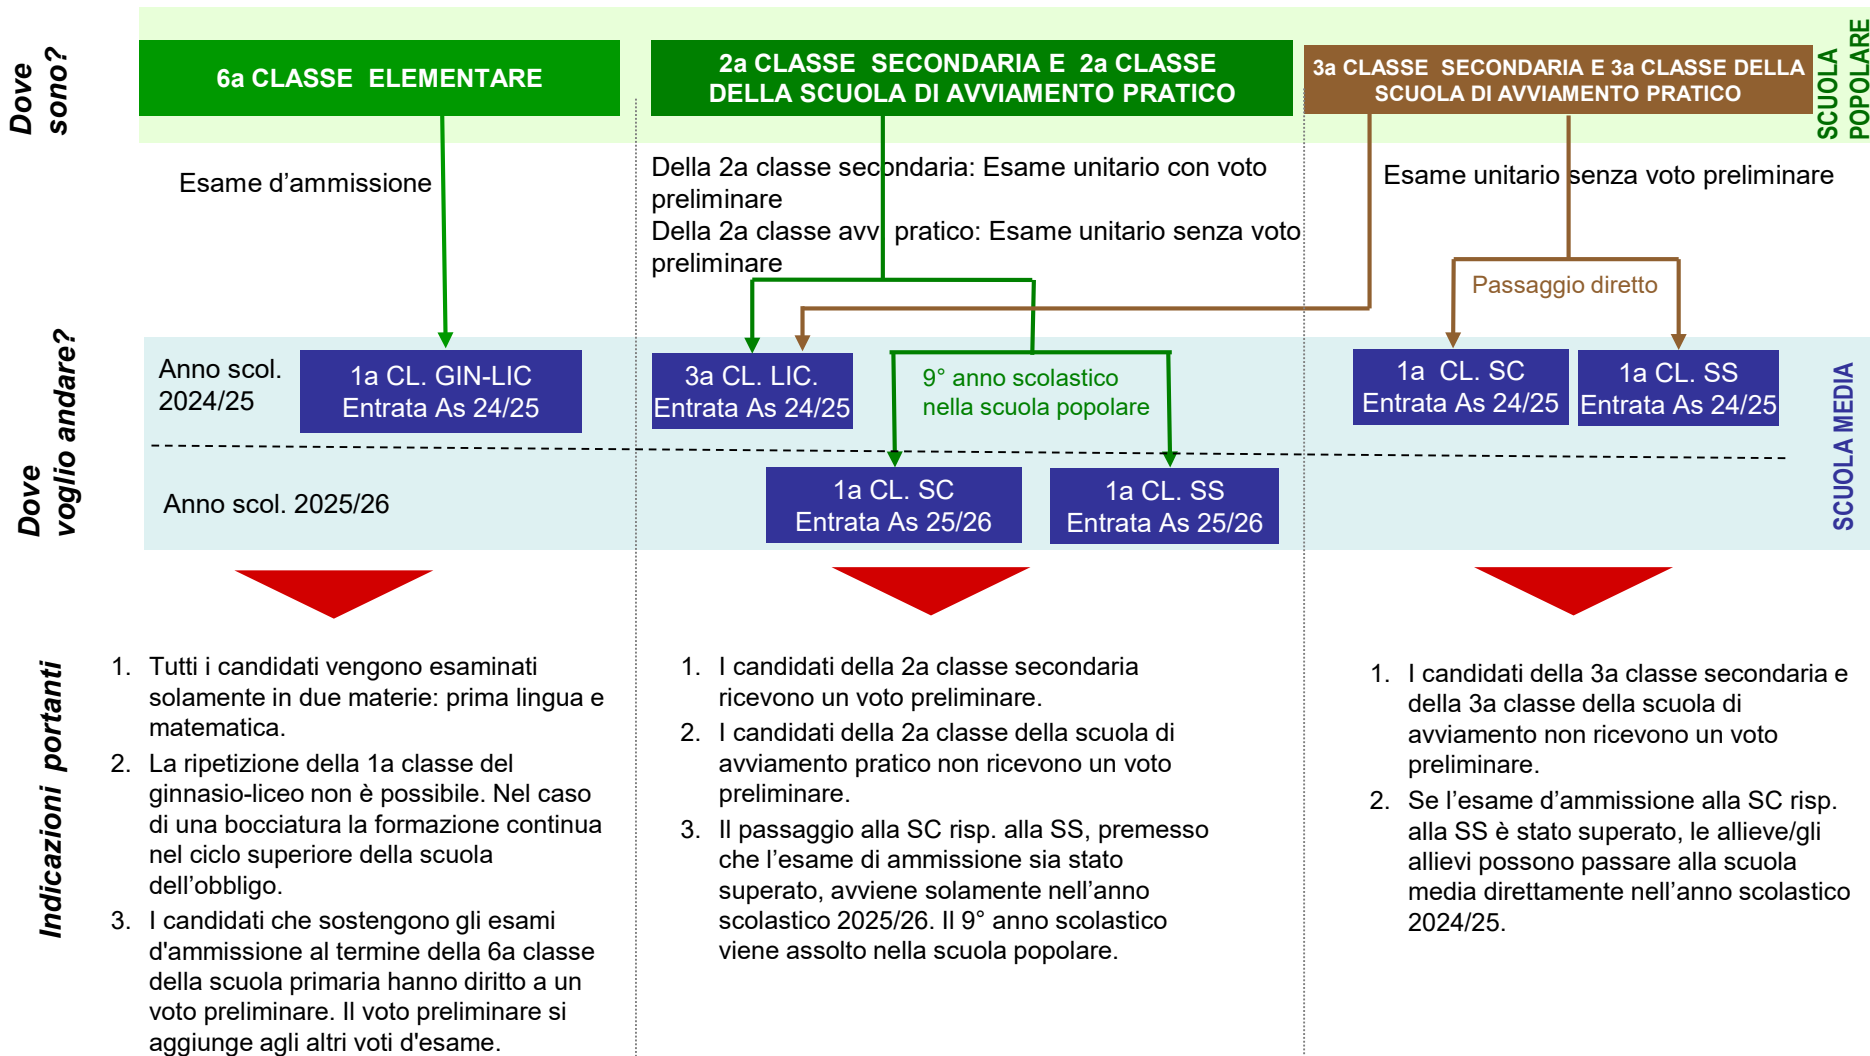 Dove
sono?
6a CLASSE ELEMENTARE
2a CLASSE SECONDARIA E 2a CLASSE
DELLA SCUOLA DI AVVIAMENTO PRATICO
3a CLASSE SECONDARIA E 3a CLASSE DELLA
SCUOLA DI AVVIAMENTO PRATICO
SCUOLA
POPOLARE
Esame d’ammissione
Della 2a classe secondaria: Esame unitario con voto
preliminare
Della 2a classe avv. pratico: Esame unitario senza voto
preliminare
Esame unitario senza voto preliminare
Passaggio diretto
Dove
voglio andare?
Anno scol.
2024/25
1a CL. GIN-LIC
Entrata As 24/25
3a CL. LIC.
Entrata As 24/25
9° anno scolastico
nella scuola popolare
1a CL. SC
Entrata As 24/25
1a CL. SS
Entrata As 24/25
SCUOLA MEDIA
Anno scol. 2025/26
1a CL. SC
Entrata As 25/26
1a CL. SS
Entrata As 25/26
Indicazioni portanti
1. Tutti i candidati vengono esaminati
solamente in due materie: prima lingua e
matematica.
2. La ripetizione della 1a classe del
ginnasio-liceo non è possibile. Nel caso
di una bocciatura la formazione continua
nel ciclo superiore della scuola
dell’obbligo.
3. I candidati che sostengono gli esami
d'ammissione al termine della 6a classe
della scuola primaria hanno diritto a un
voto preliminare. Il voto preliminare si
aggiunge agli altri voti d'esame.
1. I candidati della 2a classe secondaria
ricevono un voto preliminare.
2. I candidati della 2a classe della scuola di
avviamento pratico non ricevono un voto
preliminare.
3. Il passaggio alla SC risp. alla SS, premesso
che l’esame di ammissione sia stato
superato, avviene solamente nell’anno
scolastico 2025/26. Il 9° anno scolastico
viene assolto nella scuola popolare.
1. I candidati della 3a classe secondaria e
della 3a classe della scuola di
avviamento non ricevono un voto
preliminare.
2. Se l’esame d’ammissione alla SC risp.
alla SS è stato superato, le allieve/gli
allievi possono passare alla scuola
media direttamente nell’anno scolastico
2024/25.